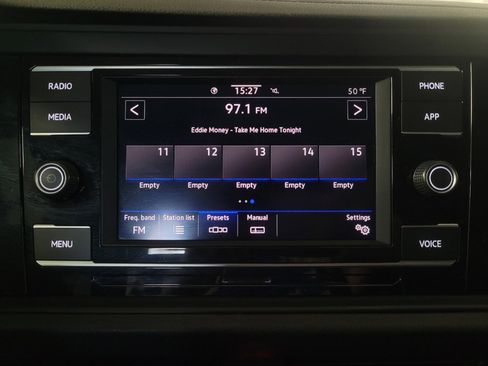 RADIO
MEDIA
MENU
15:27
50°F
97.1 FM
Eddie Money - Take Me Home Tonight
11 12 13 14 15
Empty Empty Empty Empty Empty
Freq. band Station list Presets Manual Settings
FM
PHONE
APP
VOICE